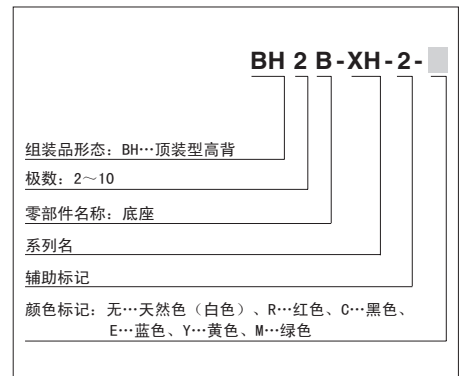 BH 2 B-XH-2-
组装品形态：BH…顶装型高背
极数：2～10
零部件名称：底座
系列名
辅助标记
颜色标记：无…天然色（白色）、R…红色、C…黑色、
E…蓝色、Y…黄色、M…绿色